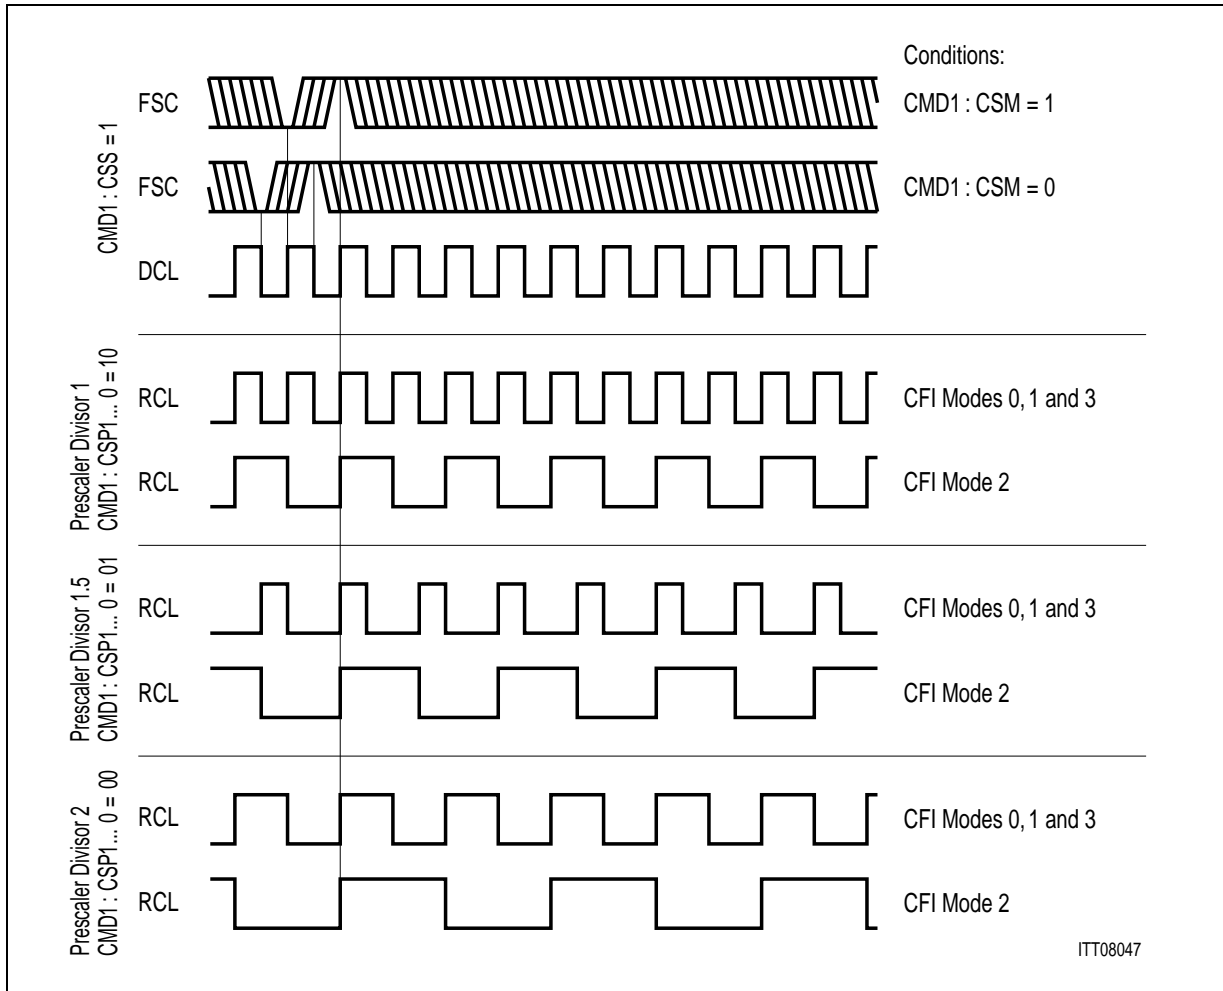 Conditions:
CMD1 : CSS = 1
FSC
CMD1 : CSM = 1
FSC
CMD1 : CSM = 0
DCL
Prescaler Divisor 1
CMD1 : CSP1... 0 = 10
RCL
CFI Modes 0, 1 and 3
RCL
CFI Mode 2
Prescaler Divisor 1.5
CMD1 : CSP1... 0 = 01
RCL
CFI Modes 0, 1 and 3
RCL
CFI Mode 2
Prescaler Divisor 2
CMD1 : CSP1... 0 = 00
RCL
CFI Modes 0, 1 and 3
RCL
CFI Mode 2
ITT08047